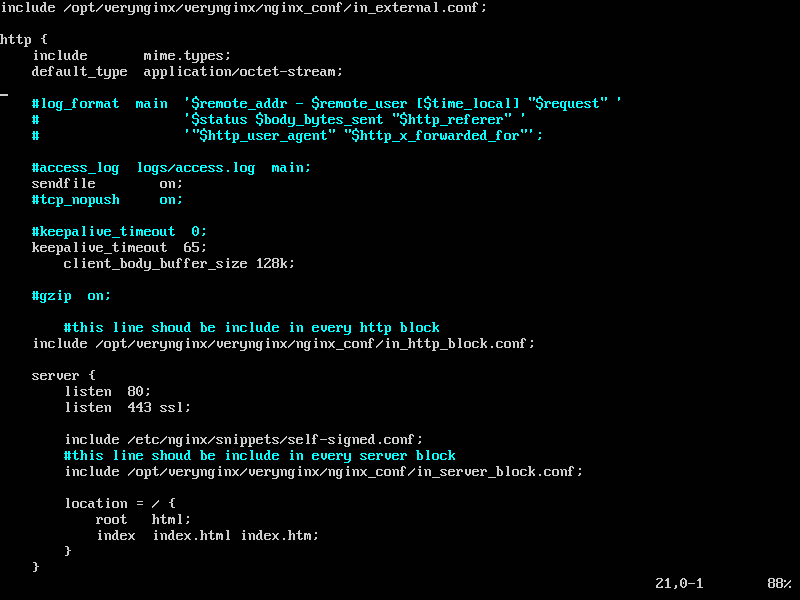 include /opt/verynginx/verynginx/nginx_conf/in_external.conf;

http {
    include       mime.types;
    default_type  application/octet-stream;

    #log_format  main  '$remote_addr - $remote_user [$time_local] "$request" '
    #                  '$status $body_bytes_sent "$http_referer" '
    #                  '"$http_user_agent" "$http_x_forwarded_for"';

    #access_log  logs/access.log  main;
    sendfile        on;
    #tcp_nopush     on;

    #keepalive_timeout  0;
    keepalive_timeout  65;
        client_body_buffer_size 128k;

    #gzip  on;

        #this line shoud be include in every http block
    include /opt/verynginx/verynginx/nginx_conf/in_http_block.conf;

    server {
        listen  80;
        listen  443 ssl;

        include /etc/nginx/snippets/self-signed.conf;
        #this line shoud be include in every server block
        include /opt/verynginx/verynginx/nginx_conf/in_server_block.conf;

        location = / {
            root   html;
            index  index.html index.htm;
        }
    }
21,0-1        88%